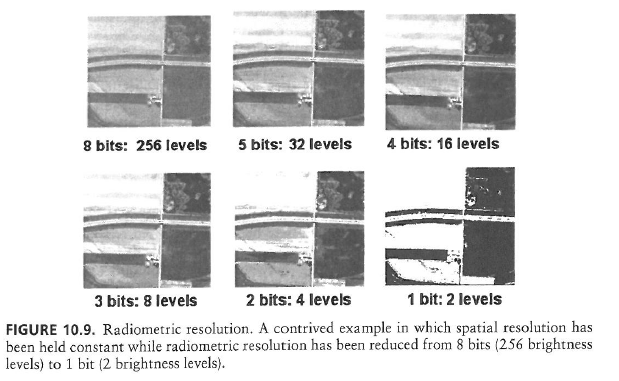 8 bits: 256 levels
5 bits: 32 levels
4 bits: 16 levels
3 bits: 8 levels
2 bits: 4 levels
1 bit: 2 levels
FIGURE 10.9. Radiometric resolution. A contrived example in which spatial resolution has
been held constant while radiometric resolution has been reduced from 8 bits (256 brightness
levels) to 1 bit (2 brightness levels).